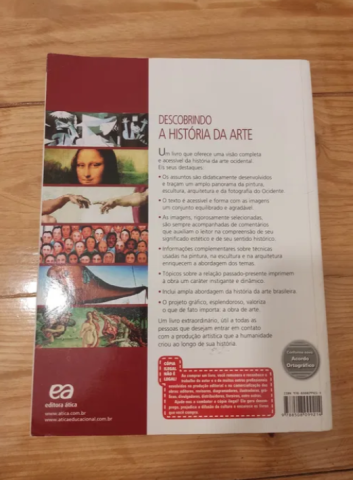 DESCOBRINDO
A HISTÓRIA DA ARTE
Um livro que oferece uma visão completa
e acessível da história da arte ocidental.
Eis seus destaques:
• Os assuntos são didaticamente desenvolvidos
e traçam um amplo panorama da pintura,
escultura, arquitetura e da fotografia do Ocidente
• O texto é acessível e forma com as imagens
um conjunto equilibrado e agradável.
• As imagens, rigorosamente selecionadas,
são sempre acompanhadas de comentários
que auxiliam o leitor na compreensão de seu
significado estético e de seu sentido histórico.
• Informações complementares sobre técnicas
usadas na pintura, na escultura e na arquitetura
enriquecem a abordagem dos temas.
• Tópicos sobre a relação passado-presente imprimem
à obra um caráter instigante e dinâmico.
• Inclui ampla abordagem da história da arte brasileira.
• O projeto gráfico, esplendoroso, valoriza
o que de fato importa: a obra de arte.
Um livro extraordinário, útil a todas as
pessoas que desejam entrar em contato
com a produção artística que a humanidade
criou ao longo de sua história.
ea
editora ática
www.atica.com.br
www.aticaeducacional.com.br
CÓPIA
ILEGAL
NÃO É
LEGAL!
Acordo
Ortográfico